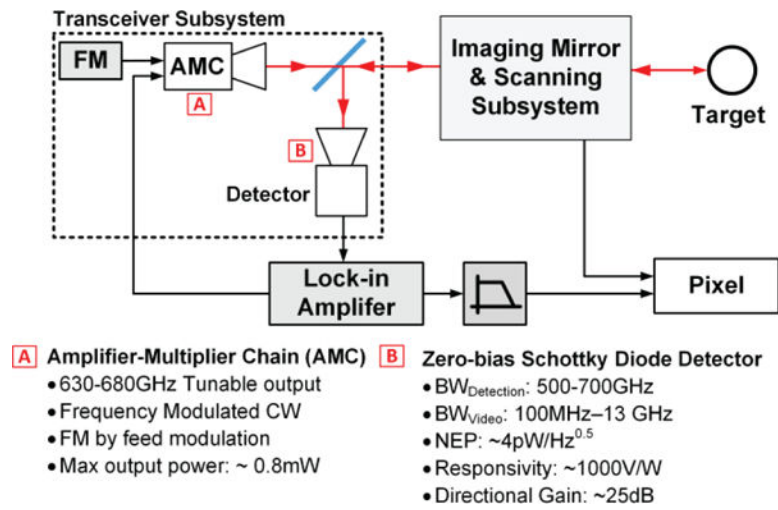 Transceiver Subsystem
FM
AMC
A
B
Detector
Imaging Mirror
& Scanning
Subsystem
Target
Lock-in
Amplifer
Pixel
A Amplifier-Multiplier Chain (AMC)
•630-680GHz Tunable output
•Frequency Modulated CW
•FM by feed modulation
•Max output power: ~ 0.8mW
B Zero-bias Schottky Diode Detector
•BWDetection: 500-700GHz
•BWVideo: 100MHz–13 GHz
•NEP: ~4pW/Hz0.5
•Responsivity: ~1000V/W
•Directional Gain: ~25dB